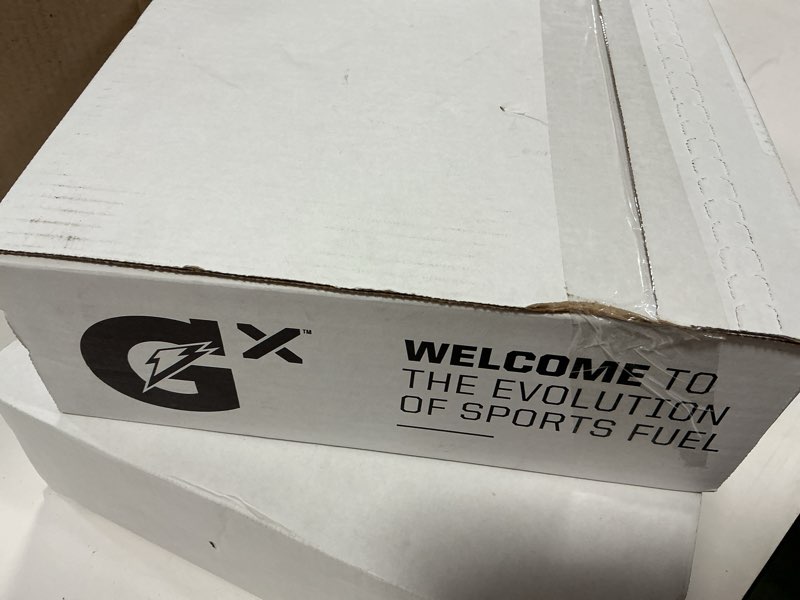 GX™
WELCOME TO
THE EVOLUTION
OF SPORTS FUEL